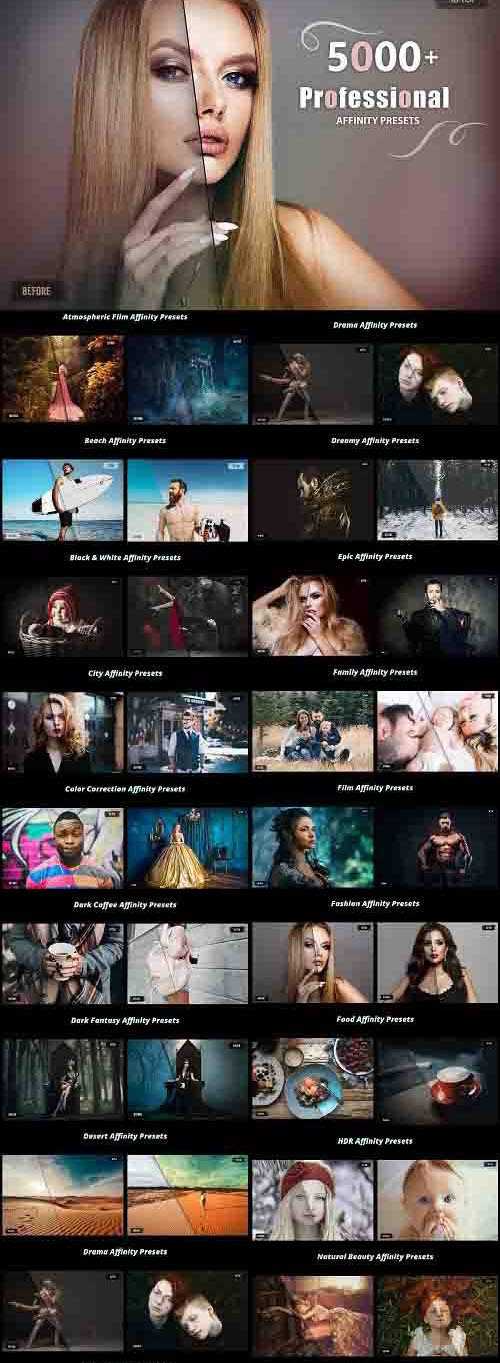 5000+
Professional
AFFINITY PRESETS
BEFORE
Atmospheric Film Affinity Presets
Drama Affinity Presets
Beach Affinity Presets
Dreamy Affinity Presets
Black & White Affinity Presets
Epic Affinity Presets
City Affinity Presets
Family Affinity Presets
Color Correction Affinity Presets
Film Affinity Presets
Dark Coffee Affinity Presets
Fashion Affinity Presets
Dark Fantasy Affinity Presets
Food Affinity Presets
Desert Affinity Presets
HDR Affinity Presets
Drama Affinity Presets
Natural Beauty Affinity Presets